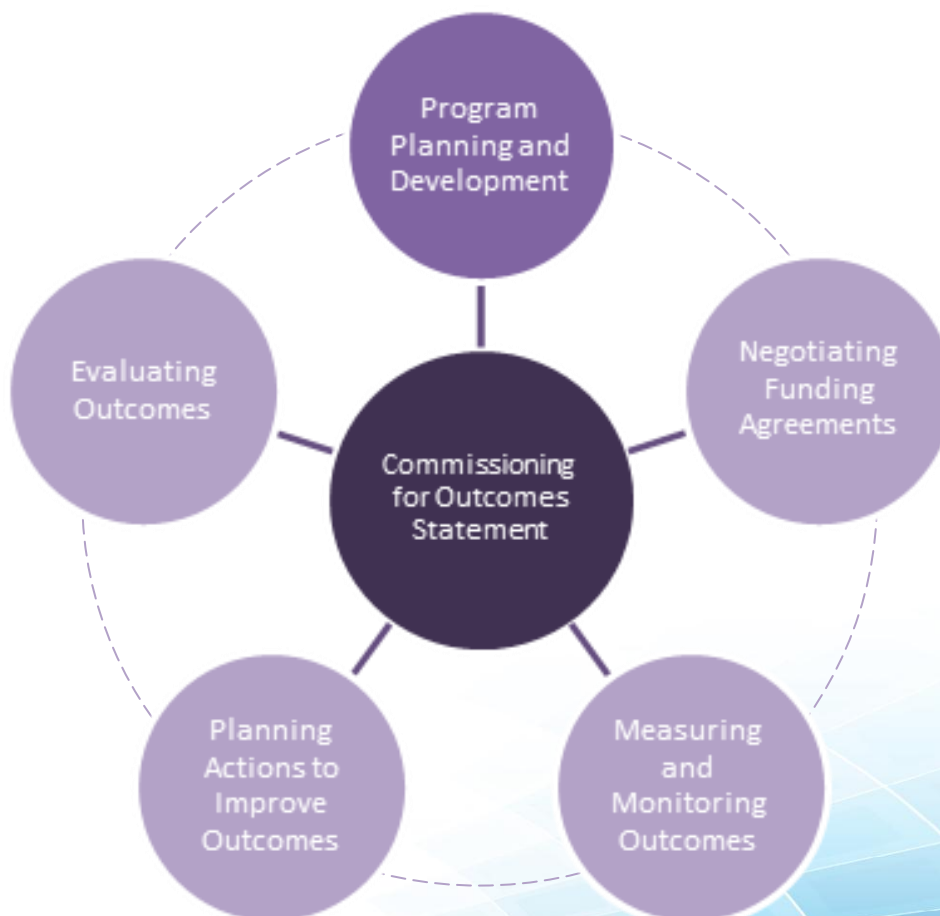 Program
Planning and
Development
Negotiating
Funding
Agreements
Measuring
and
Monitoring
Outcomes
Planning
Actions to
Improve
Outcomes
Evaluating
Outcomes
Commissioning
for Outcomes
Statement